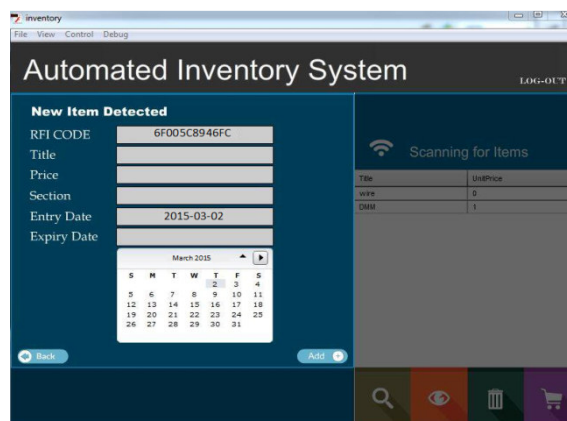 inventory
File View Control Debug
Automated Inventory System
LOG-OUT
New Item Detected
RFI CODE 6F005C8946FC
Title
Price
Section
Entry Date 2015-03-02
Expiry Date
March 2015
S M T W T F S
2 3 4
5 6 7 8 9 10 11
12 13 14 15 16 17 18
19 20 21 22 23 24 25
26 27 28 29 30 31
Back
Add
Scanning for Items
Title UnitPrice
wire 0
DMM 1